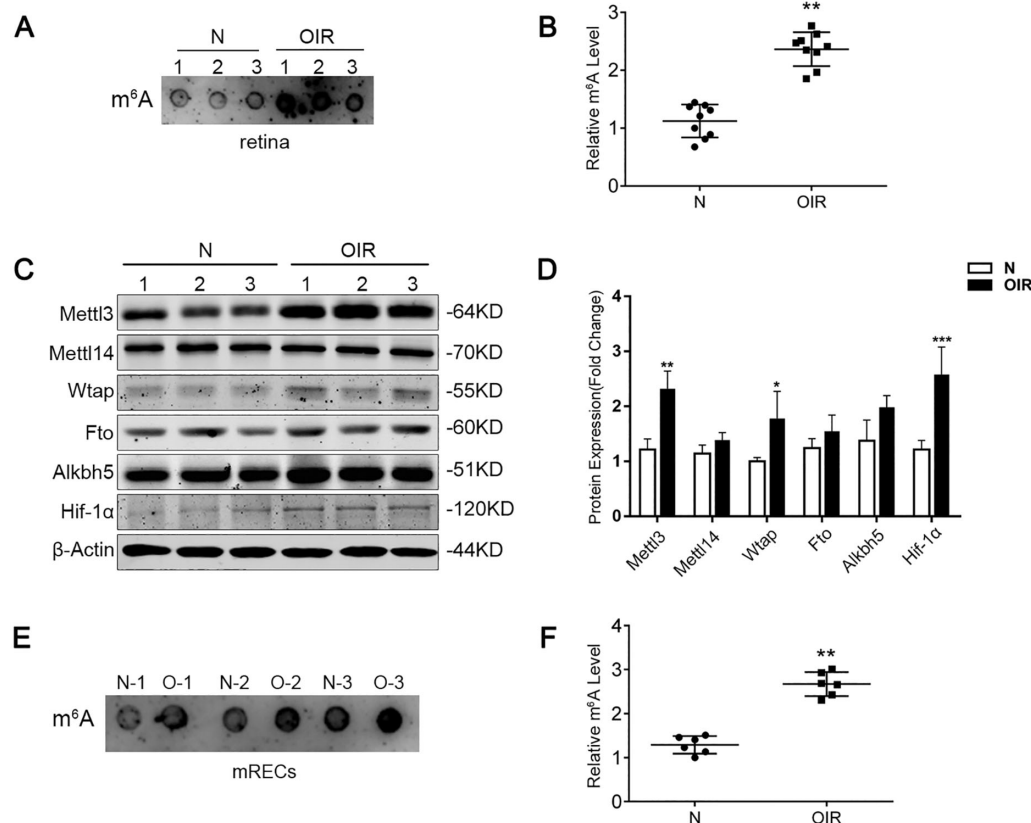 A
N OIR
1 2 3 1 2 3
m⁶A
retina
B
Relative m⁶A Level
3
2
1
0
**
N OIR
C
N OIR
1 2 3 1 2 3
Mettl3 -64KD
Mettl14 -70KD
Wtap -55KD
Fto -60KD
Alkbh5 -51KD
Hif-1α -120KD
β-Actin -44KD
D
N
OIR
Protein Expression(Fold Change)
4
3
2
1
0
** * ***
Mettl3 Mettl14 Wtap Fto Alkbh5 Hif-1α
E
N-1 O-1 N-2 O-2 N-3 O-3
m⁶A
mRECs
F
Relative m⁶A Level
4
3
2
1
0
**
N OIR